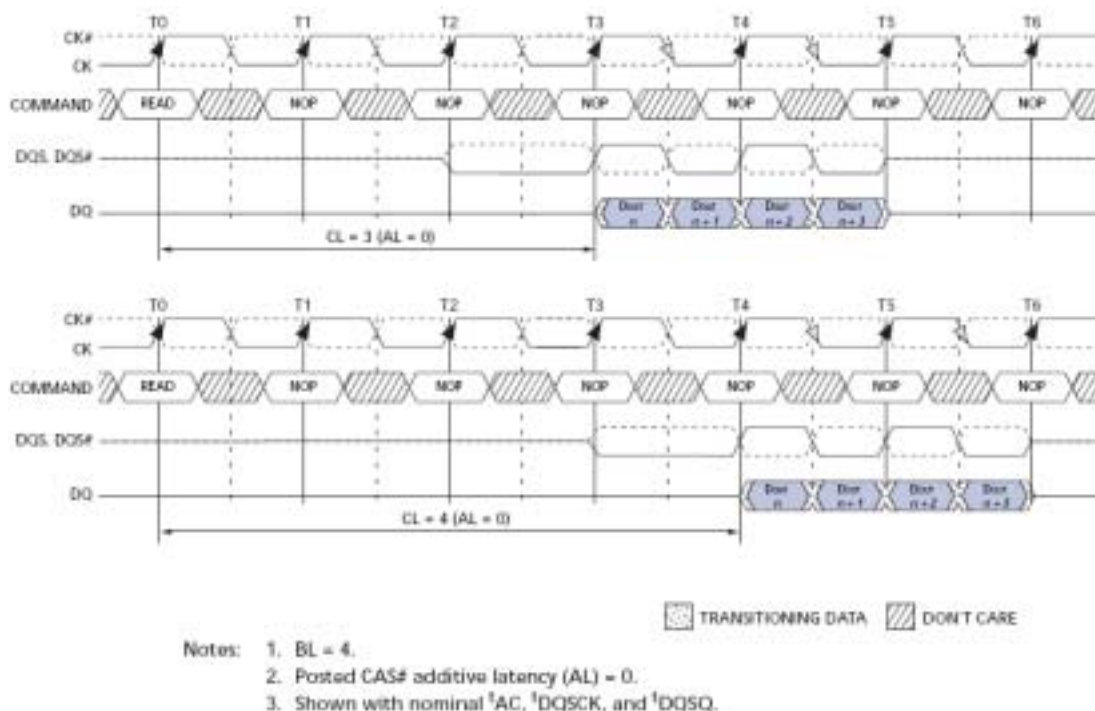 T0 T1 T2 T3 T4 T5 T6
CK#
CK
COMMAND READ NOP NOP NOP NOP NOP NOP
DQS, DQS#
DQ DOUT n DOUT n + 1 DOUT n + 2 DOUT n + 3
CL = 3 (AL = 0)
T0 T1 T2 T3 T4 T5 T6
CK#
CK
COMMAND READ NOP NOP NOP NOP NOP NOP
DQS, DQS#
DQ DOUT n DOUT n + 1 DOUT n + 2 DOUT n + 3
CL = 4 (AL = 0)
TRANSITIONING DATA DON'T CARE
Notes: 1. BL = 4.
2. Posted CAS# additive latency (AL) = 0.
3. Shown with nominal tAC, tDQSCK, and tDQSQ.